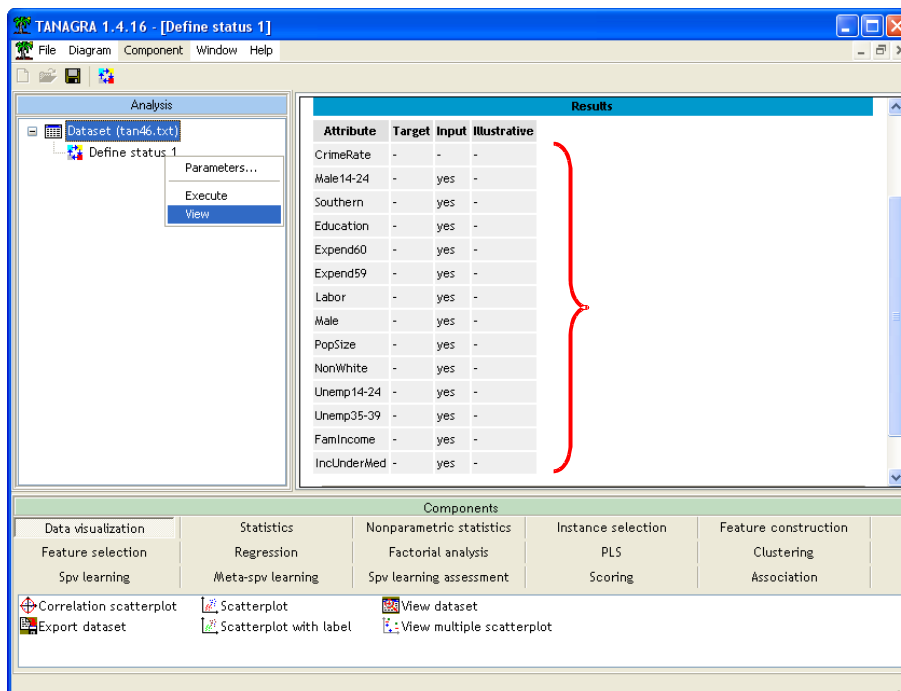 TANAGRA 1.4.16 - [Define status 1]
File Diagram Component Window Help
Analysis
Dataset (tan46.txt)
Define status 1
Parameters...
Execute
View
Results
Attribute Target Input Illustrative
CrimeRate - - -
Male14-24 - yes -
Southern - yes -
Education - yes -
Expend60 - yes -
Expend59 - yes -
Labor - yes -
Male - yes -
PopSize - yes -
NonWhite - yes -
Unemp14-24 - yes -
Unemp35-39 - yes -
FamIncome - yes -
IncUnderMed - yes -
Components
Data visualization Statistics Nonparametric statistics Instance selection Feature construction
Feature selection Regression Factorial analysis PLS Clustering
Spv learning Meta-spv learning Spv learning assessment Scoring Association
Correlation scatterplot Scatterplot View dataset
Export dataset Scatterplot with label View multiple scatterplot